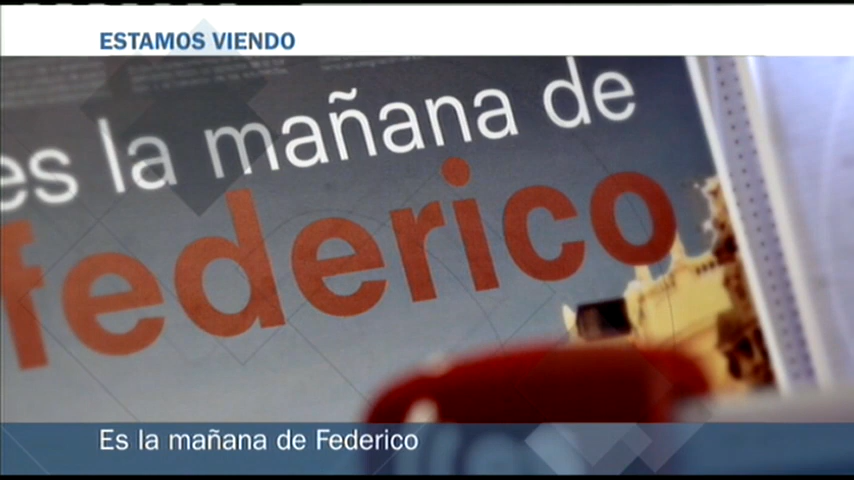 ESTAMOS VIENDO
es la mañana de
federico
Es la mañana de Federico